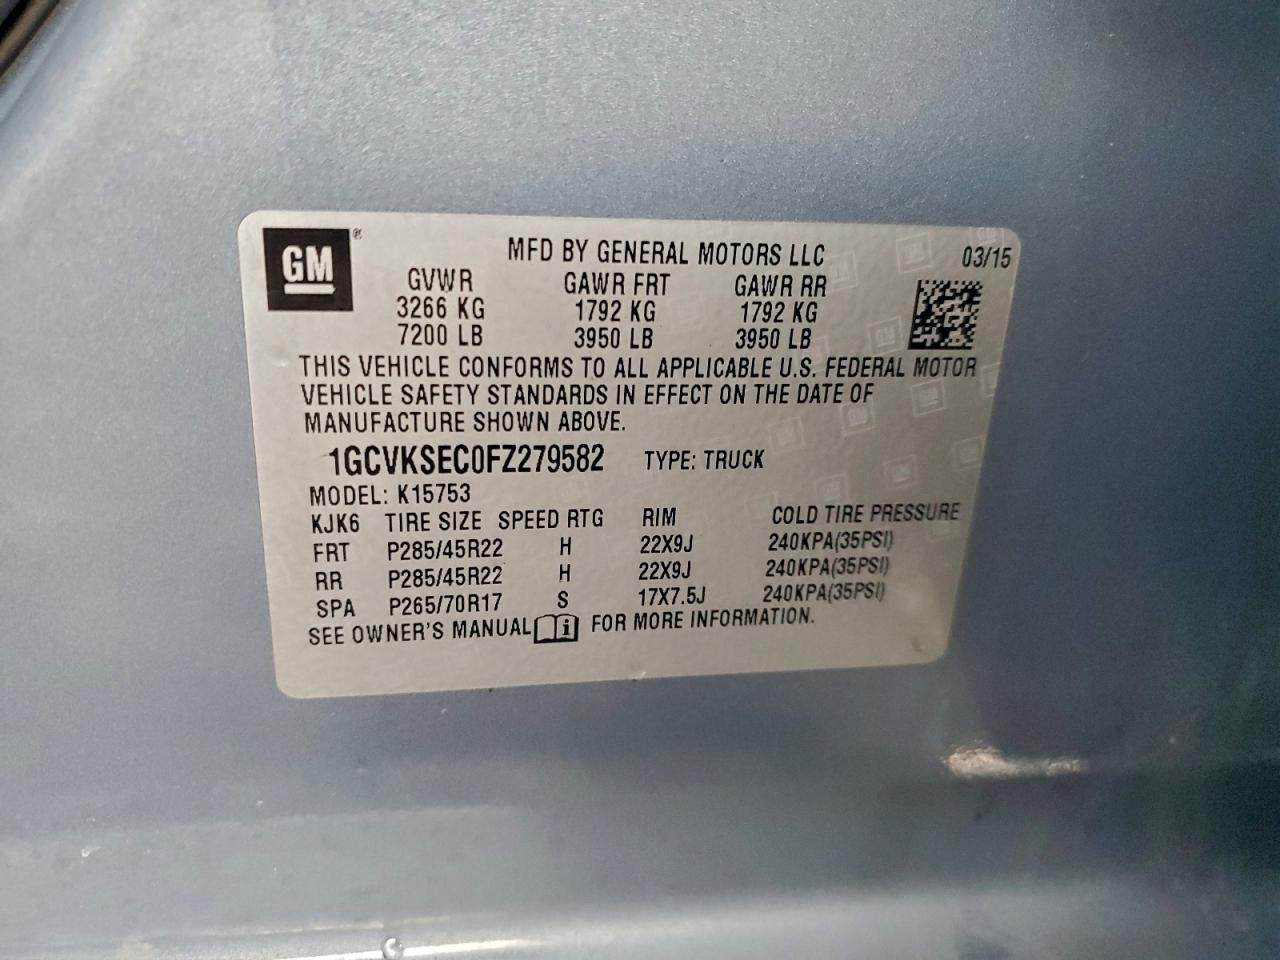 GM®
MFD BY GENERAL MOTORS LLC 03/15
GVWR GAWR FRT GAWR RR
3266 KG 1792 KG 1792 KG
7200 LB 3950 LB 3950 LB
THIS VEHICLE CONFORMS TO ALL APPLICABLE U.S. FEDERAL MOTOR
VEHICLE SAFETY STANDARDS IN EFFECT ON THE DATE OF
MANUFACTURE SHOWN ABOVE.
1GCVKSEC0FZ279582 TYPE: TRUCK
MODEL: K15753
KJK6 TIRE SIZE SPEED RTG RIM COLD TIRE PRESSURE
FRT P285/45R22 H 22X9J 240KPA(35PSI)
RR P285/45R22 H 22X9J 240KPA(35PSI)
SPA P265/70R17 S 17X7.5J 240KPA(35PSI)
SEE OWNER'S MANUAL i FOR MORE INFORMATION.